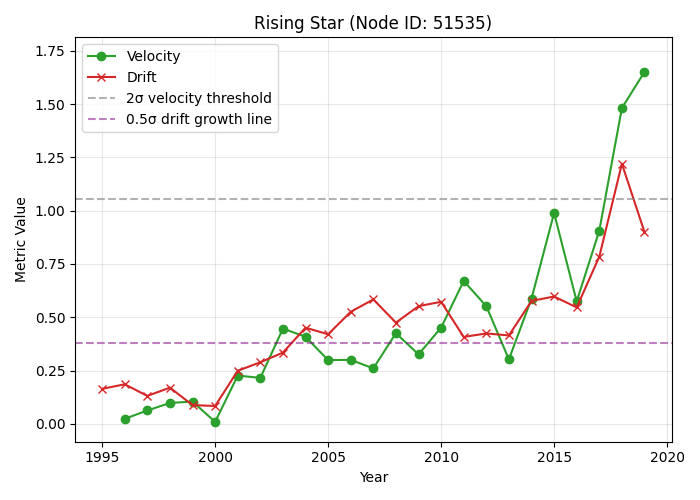 Rising Star (Node ID: 51535)
Velocity
Drift
2σ velocity threshold
0.5σ drift growth line
Metric Value
1.75
1.50
1.25
1.00
0.75
0.50
0.25
0.00
1995
2000
2005
2010
2015
2020
Year